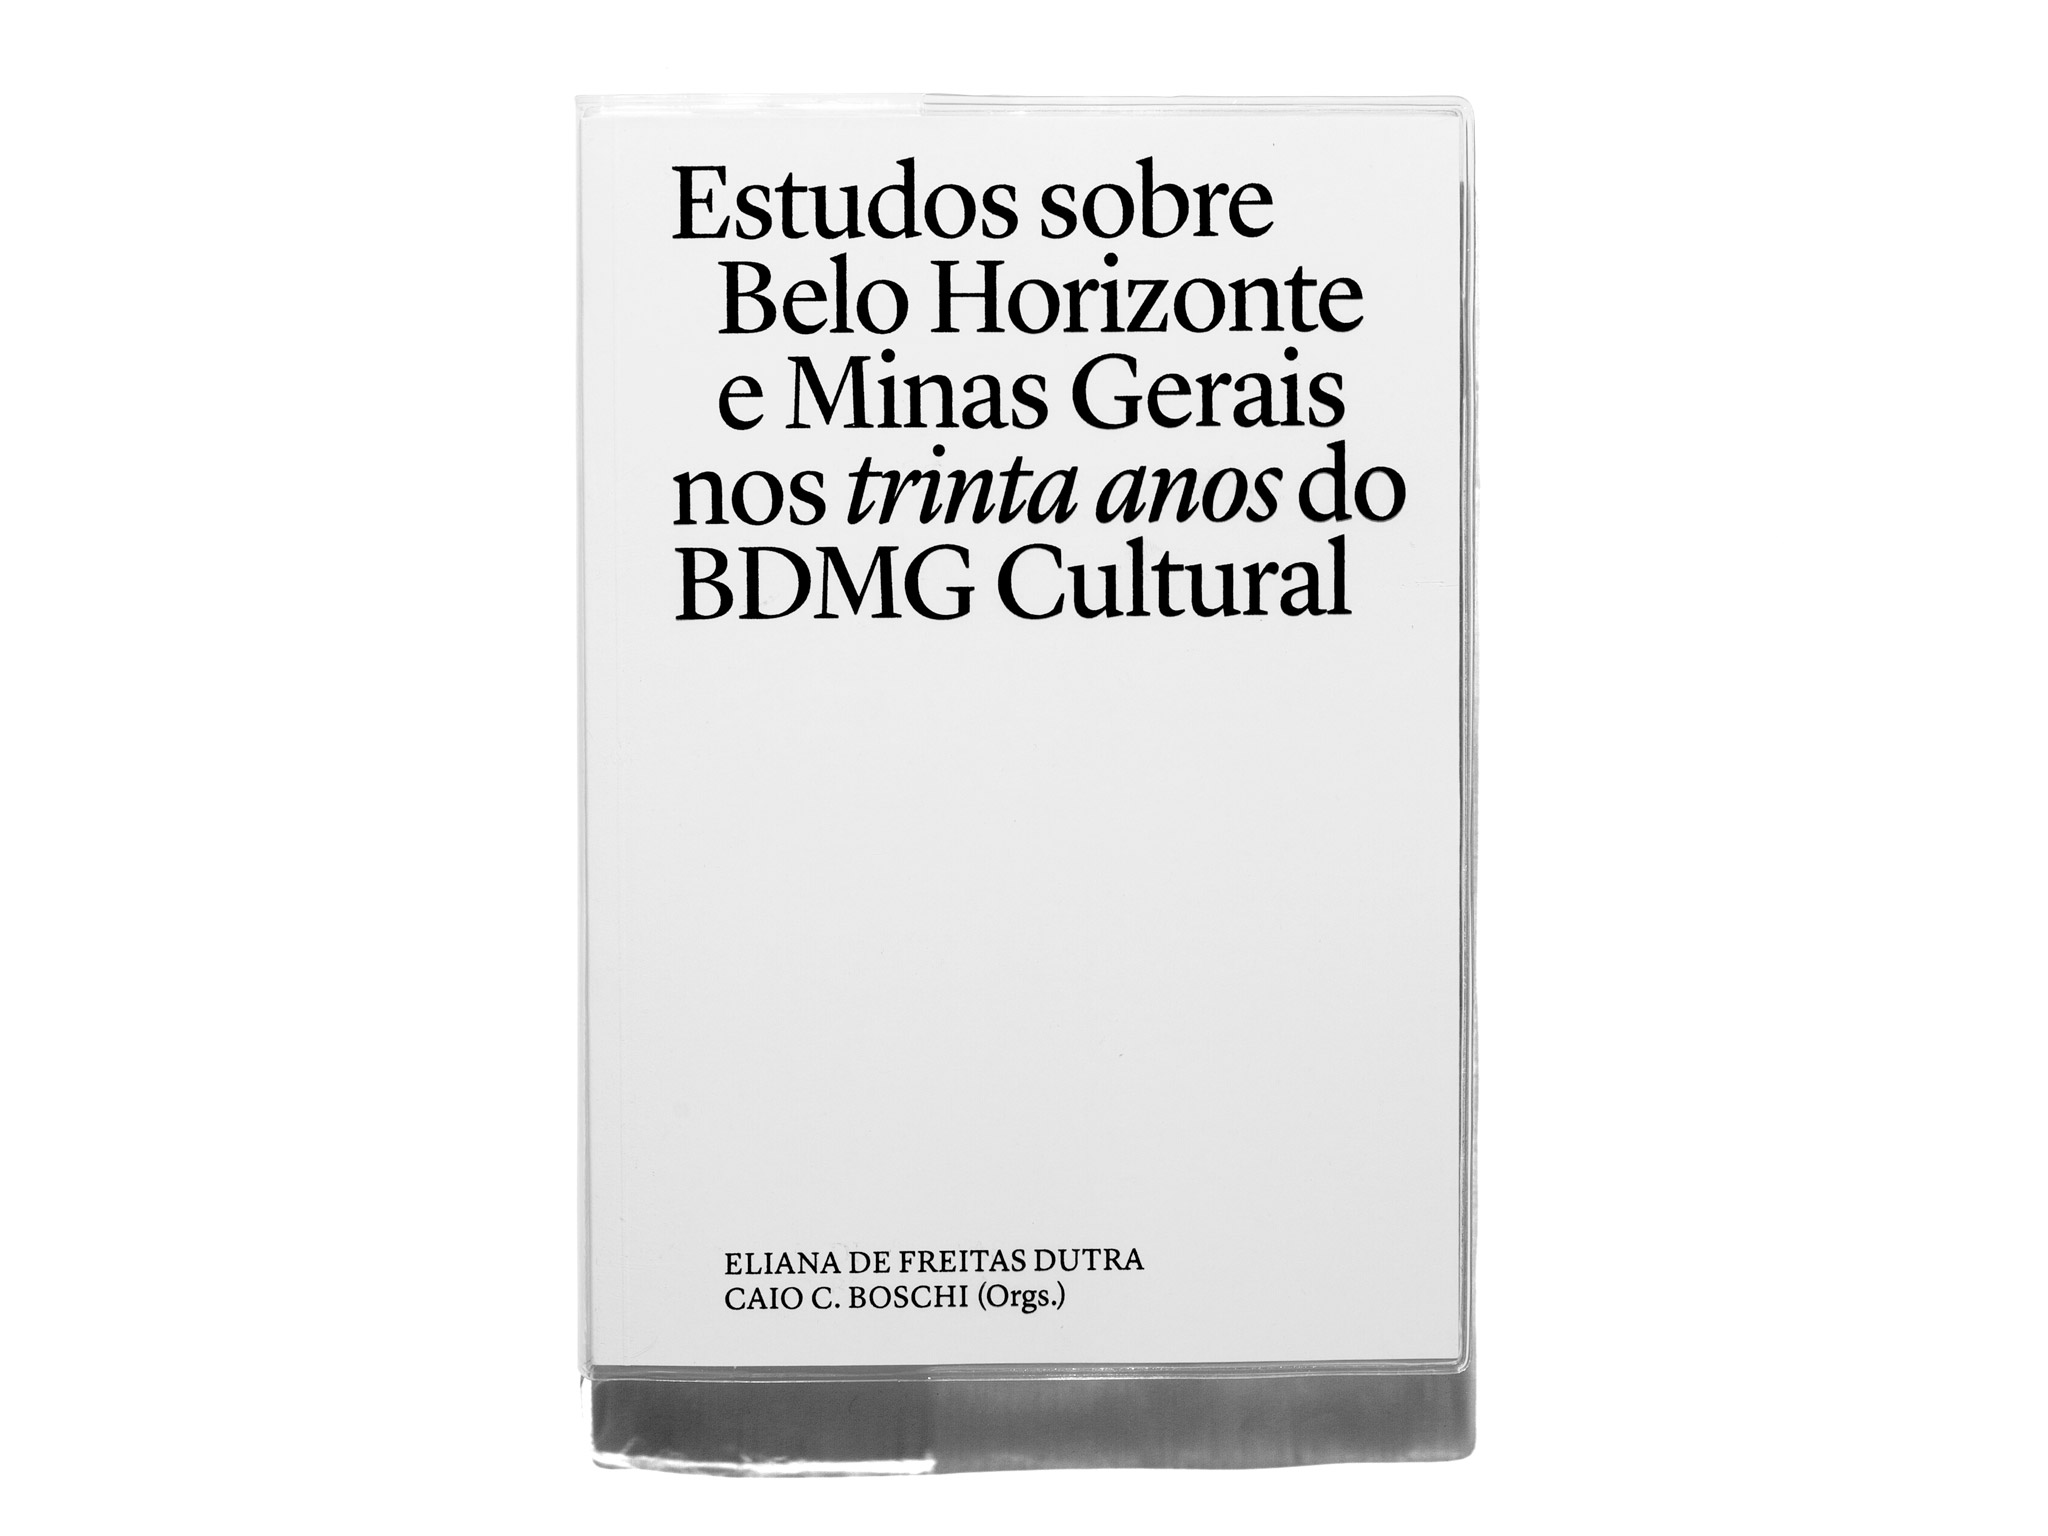 Estudos sobre
Belo Horizonte
e Minas Gerais
nos trinta anos do
BDMG Cultural
ELIANA DE FREITAS DUTRA
CAIO C. BOSCHI (Orgs.)